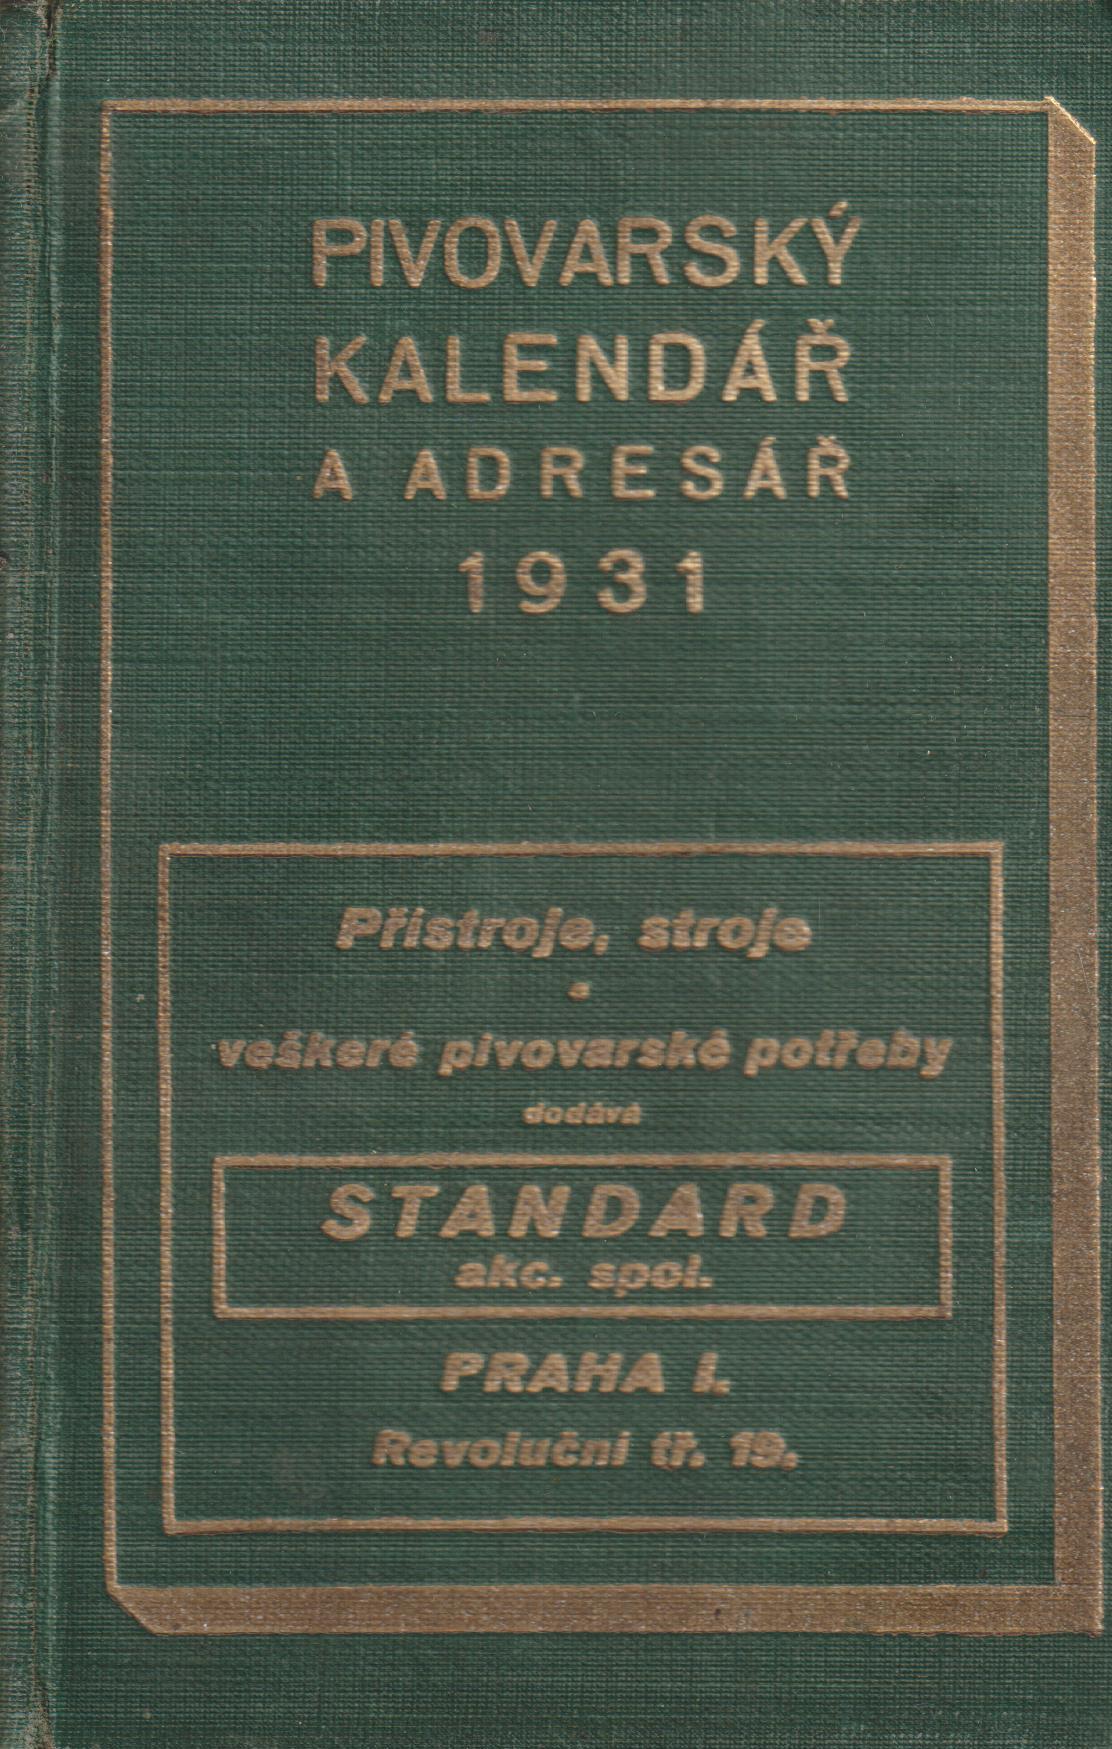 PIVOVARSKÝ
KALENDÁŘ
A ADRESÁŘ
1931
Přístroje, stroje
a
veškeré pivovarské potřeby
dodává
STANDARD
akc. spol.
PRAHA I.
Revoluční tř. 19.